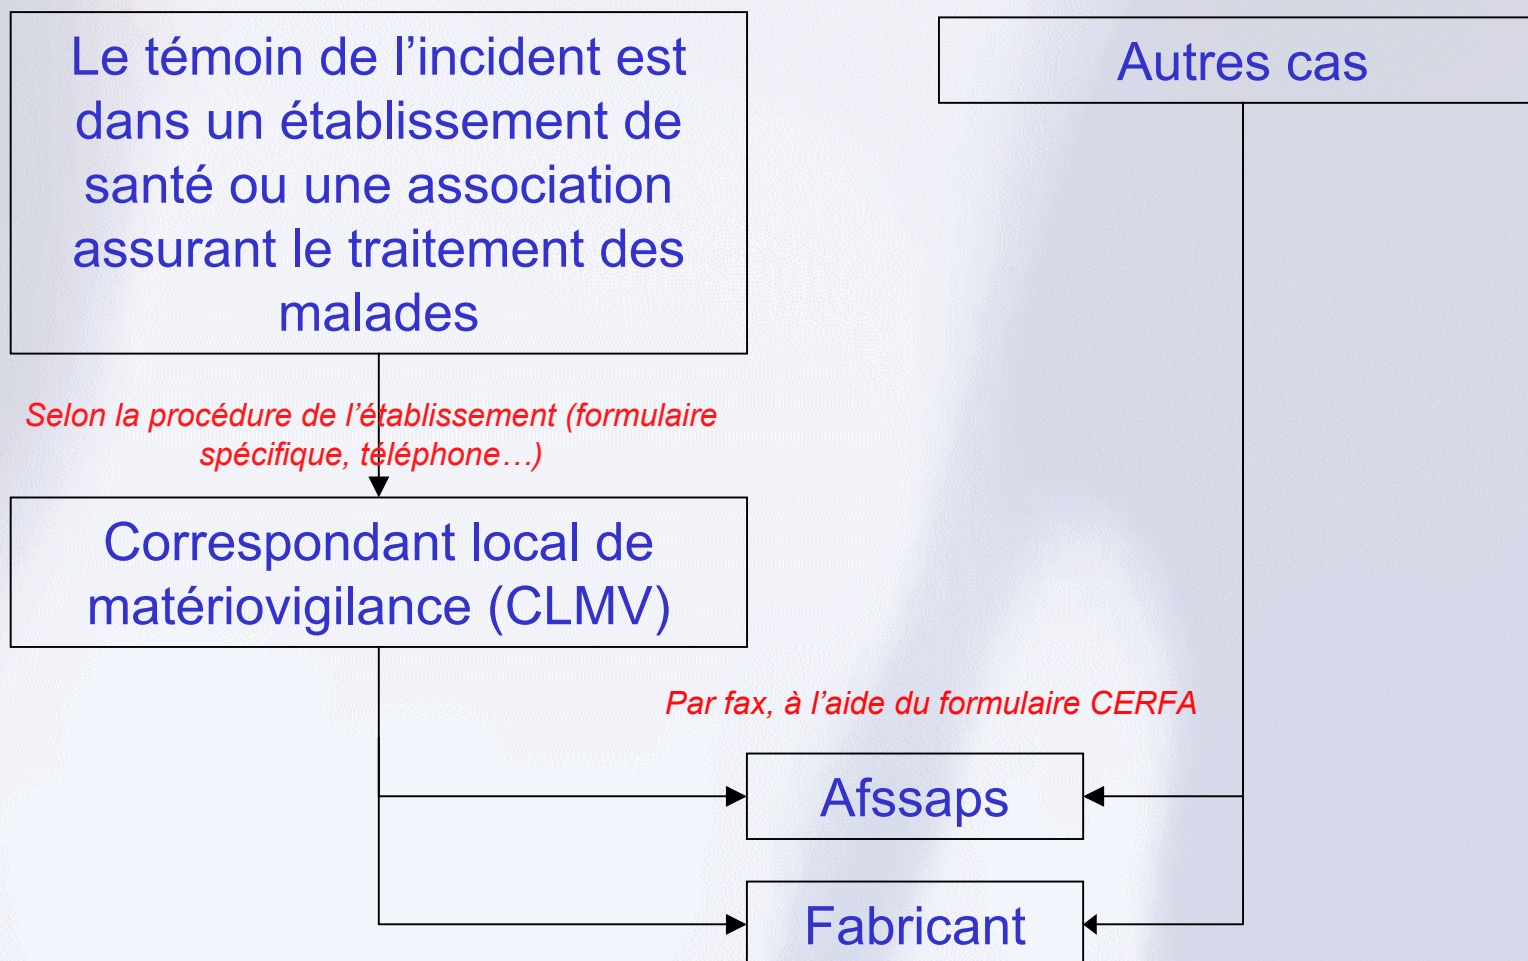 Le témoin de l’incident est
dans un établissement de
santé ou une association
assurant le traitement des
malades
Autres cas
Selon la procédure de l’établissement (formulaire
spécifique, téléphone…)
Correspondant local de
matériovigilance (CLMV)
Par fax, à l’aide du formulaire CERFA
Afssaps
Fabricant